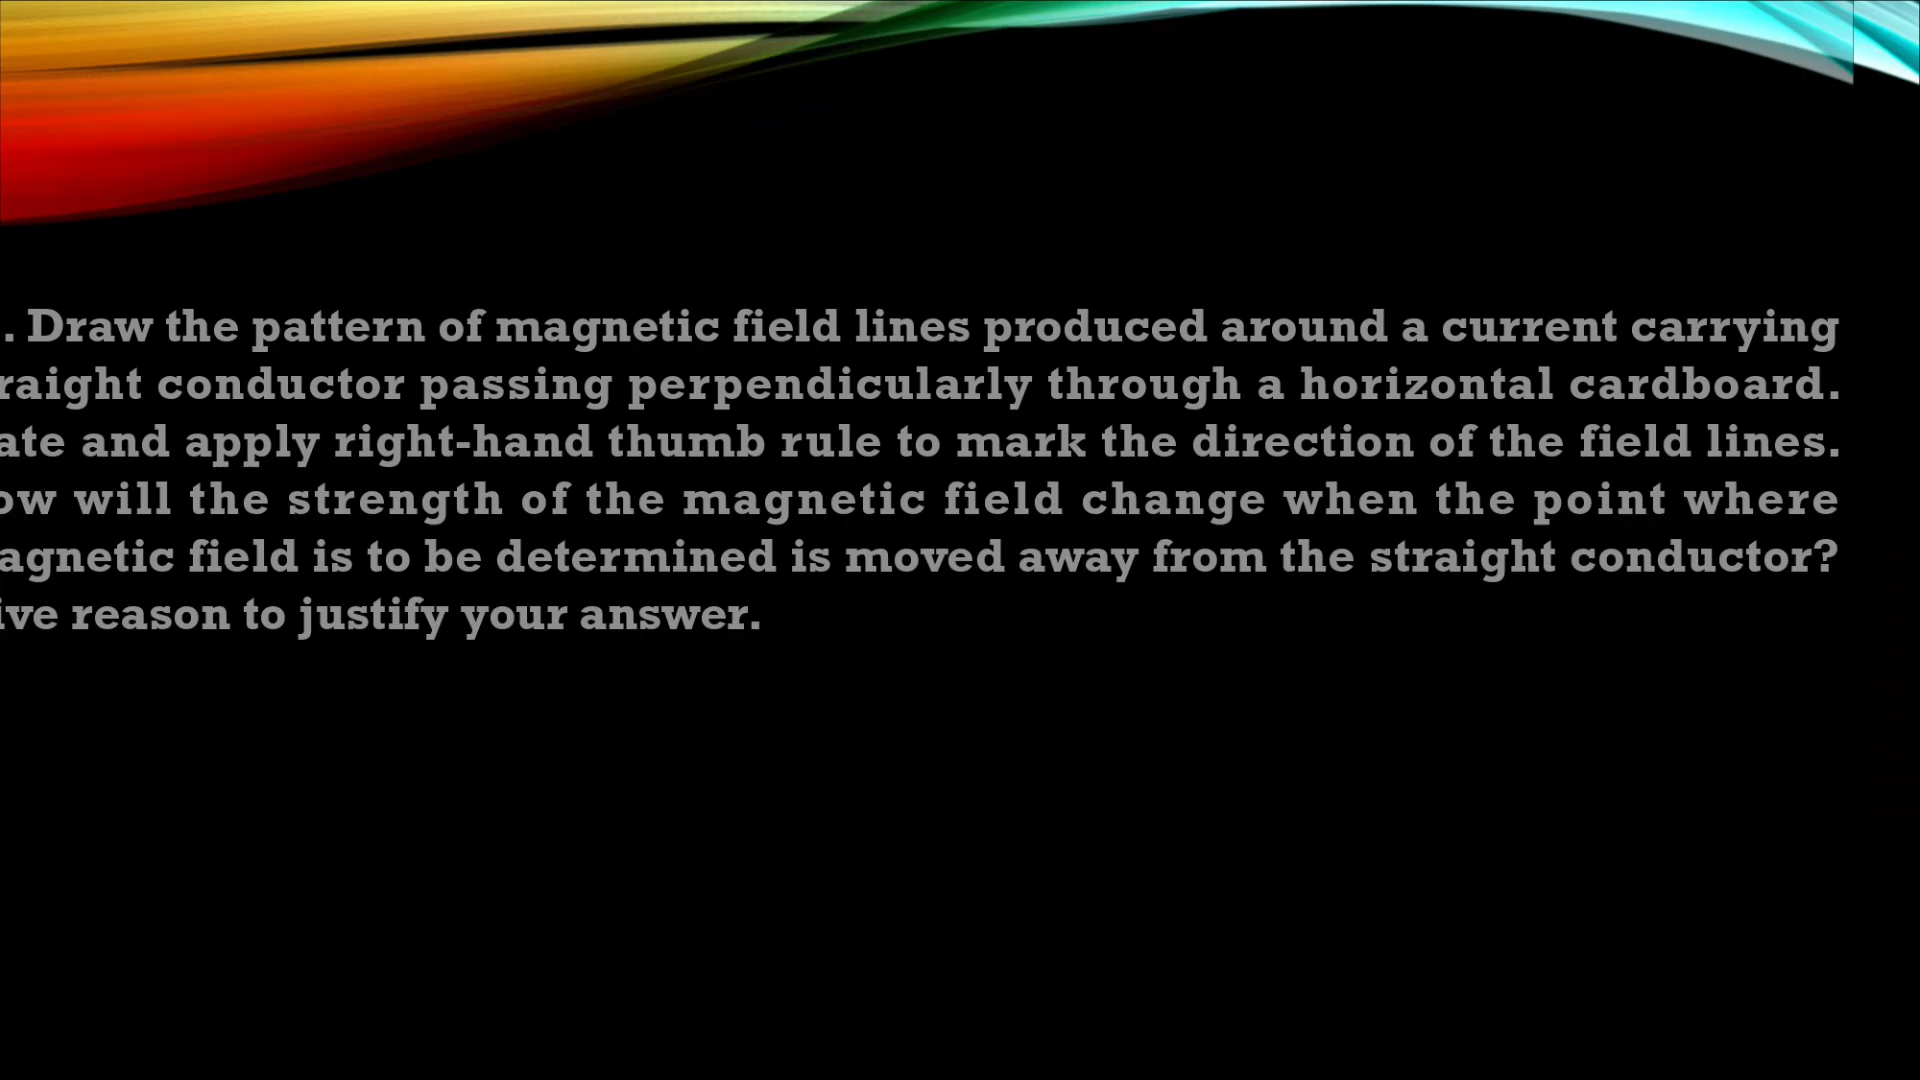 . Draw the pattern of magnetic field lines produced around a current carrying
raight conductor passing perpendicularly through a horizontal cardboard.
ate and apply right-hand thumb rule to mark the direction of the field lines.
ow will the strength of the magnetic field change when the point where
agnetic field is to be determined is moved away from the straight conductor?
ive reason to justify your answer.